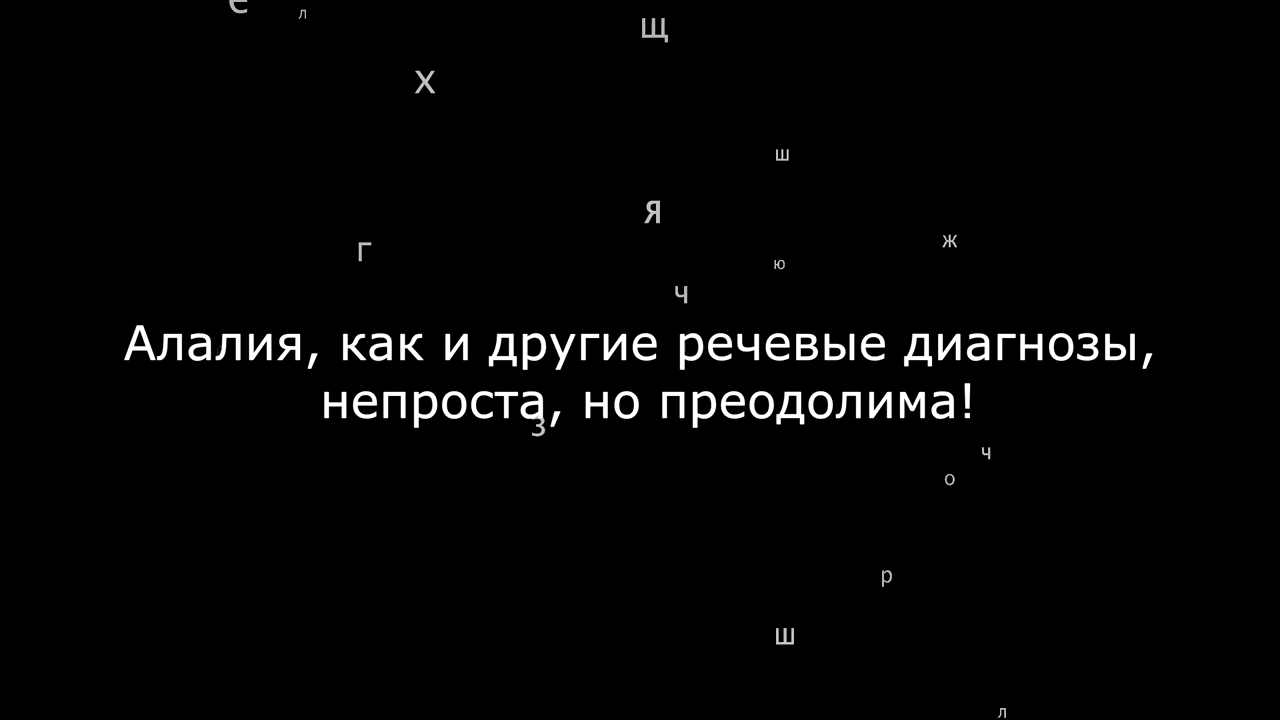 е
л
щ
х
ш
я
ж
г
ю
ч
Алалия, как и другие речевые диагнозы,
непроста, но преодолима!
з
ч
о
р
ш
л